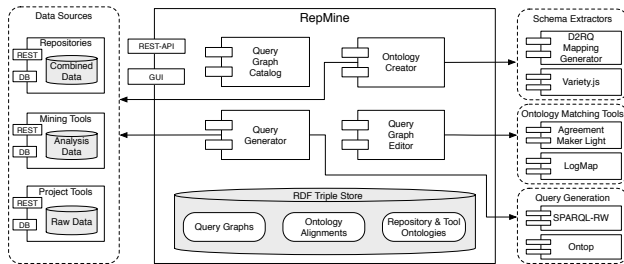 Data Sources
Repositories
REST
DB
Combined
Data
Mining Tools
REST
DB
Analysis
Data
Project Tools
REST
DB
Raw Data
RepMine
REST-API
GUI
Query
Graph
Catalog
Ontology
Creator
Query
Generator
Query
Graph
Editor
RDF Triple Store
Query Graphs
Ontology
Alignments
Repository & Tool
Ontologies
Schema Extractors
D2RQ
Mapping
Generator
Variety.js
Ontology Matching Tools
Agreement
Maker Light
LogMap
Query Generation
SPARQL-RW
Ontop